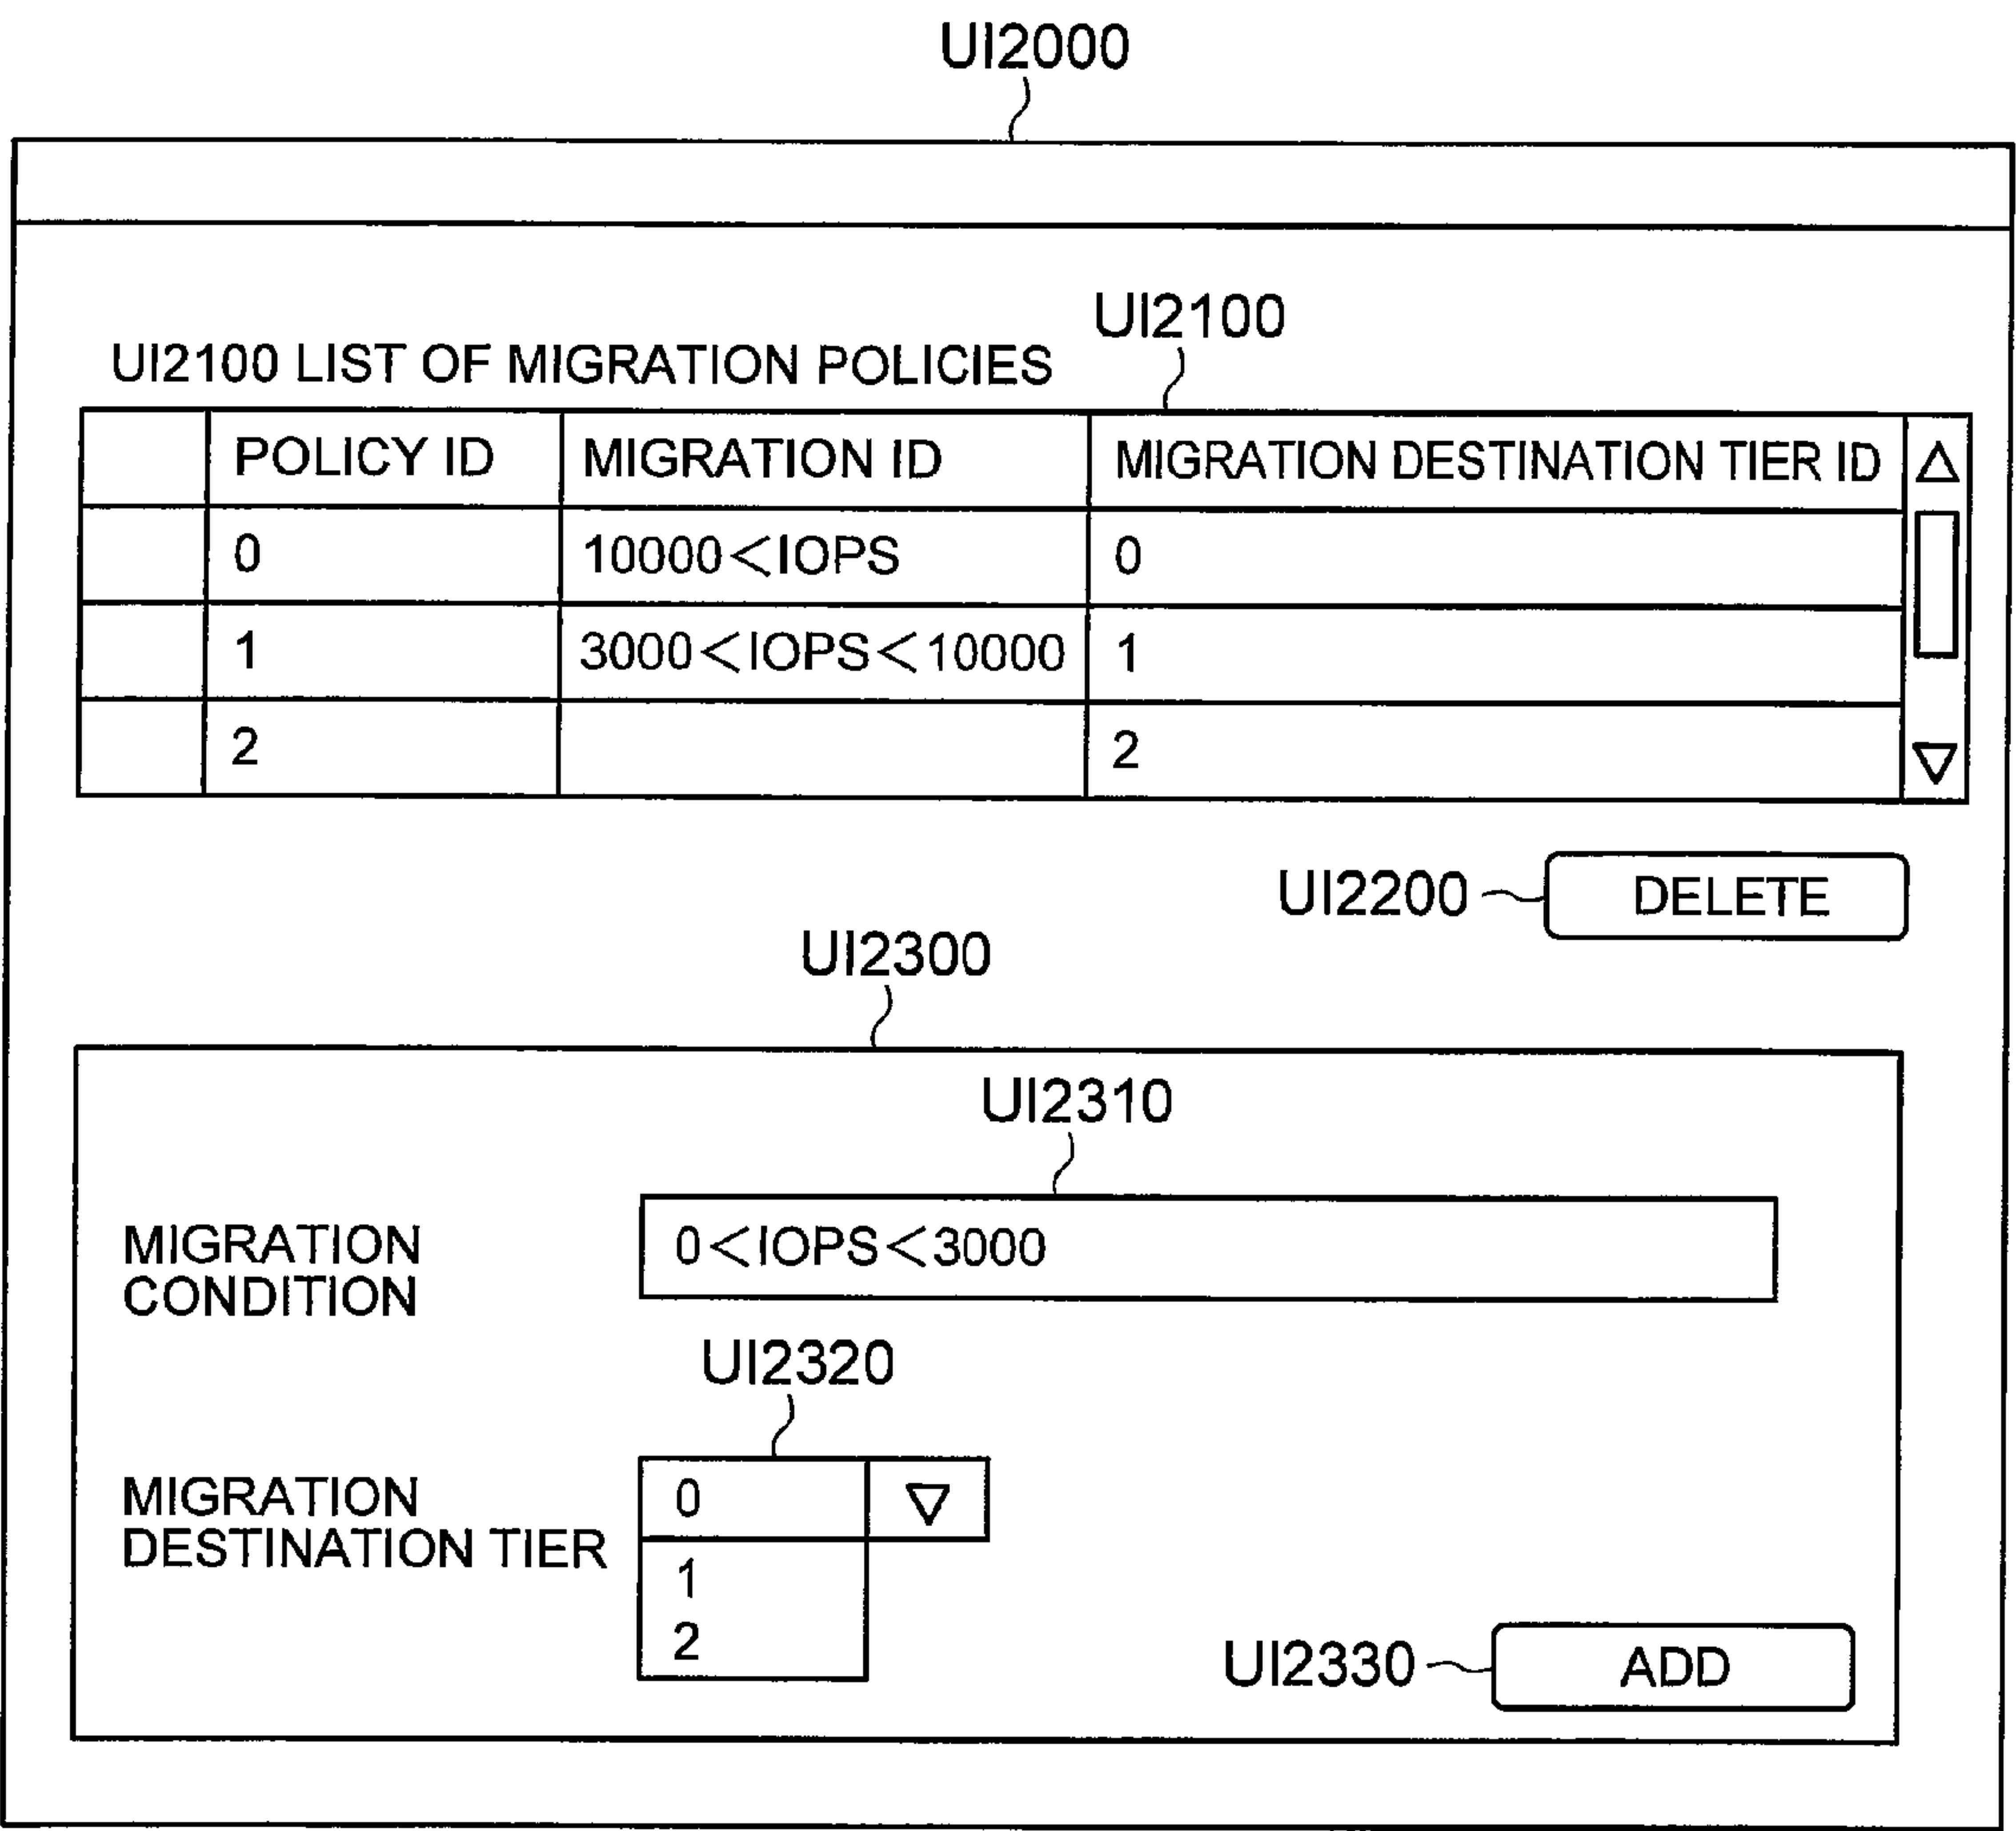 UI2000
UI2100
UI2100 LIST OF MIGRATION POLICIES
POLICY ID MIGRATION ID MIGRATION DESTINATION TIER ID
0 10000<IOPS 0
1 3000<IOPS<10000 1
2 2
UI2200 DELETE
UI2300
UI2310
MIGRATION
CONDITION
0<IOPS<3000
UI2320
MIGRATION
DESTINATION TIER
0
1
2
UI2330 ADD